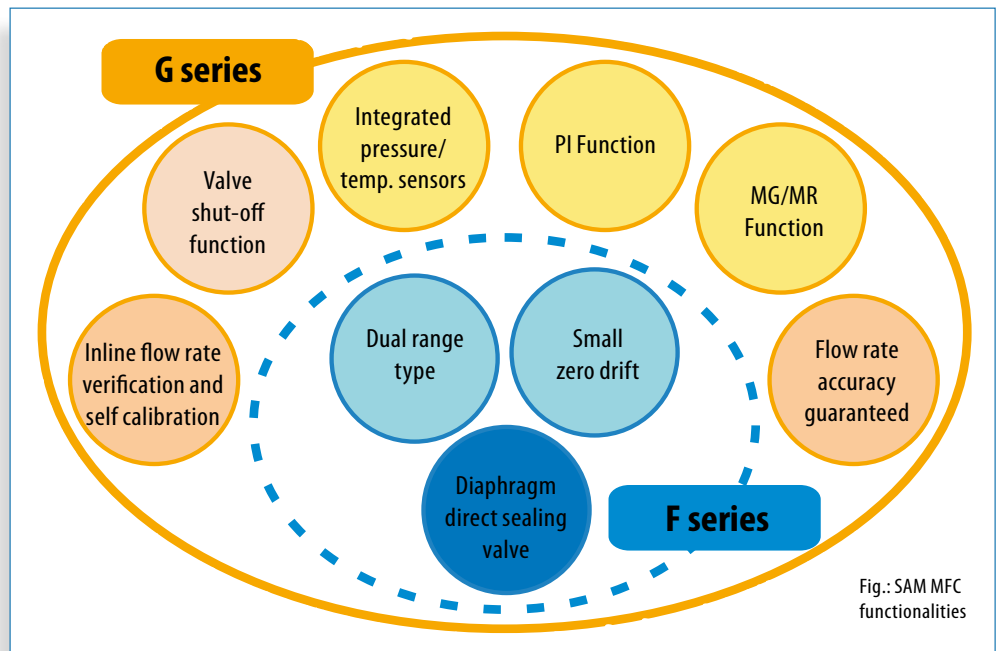 G series
Integrated
pressure/
temp. sensors
PI Function
Valve
shut-off
function
MG/MR
Function
Inline flow rate
verification and
self calibration
Dual range
type
Small
zero drift
Flow rate
accuracy
guaranteed
Diaphragm
direct sealing
valve
F series
Fig.: SAM MFC
functionalities